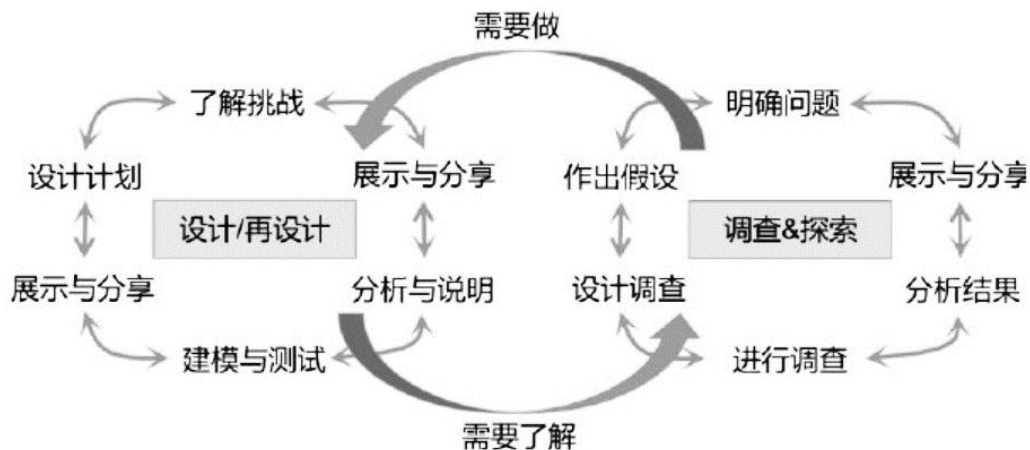 需要做
了解挑战
明确问题
设计计划
展示与分享
作出假设
展示与分享
设计/再设计
调查&探索
展示与分享
分析与说明
设计调查
分析结果
建模与测试
进行调查
需要了解